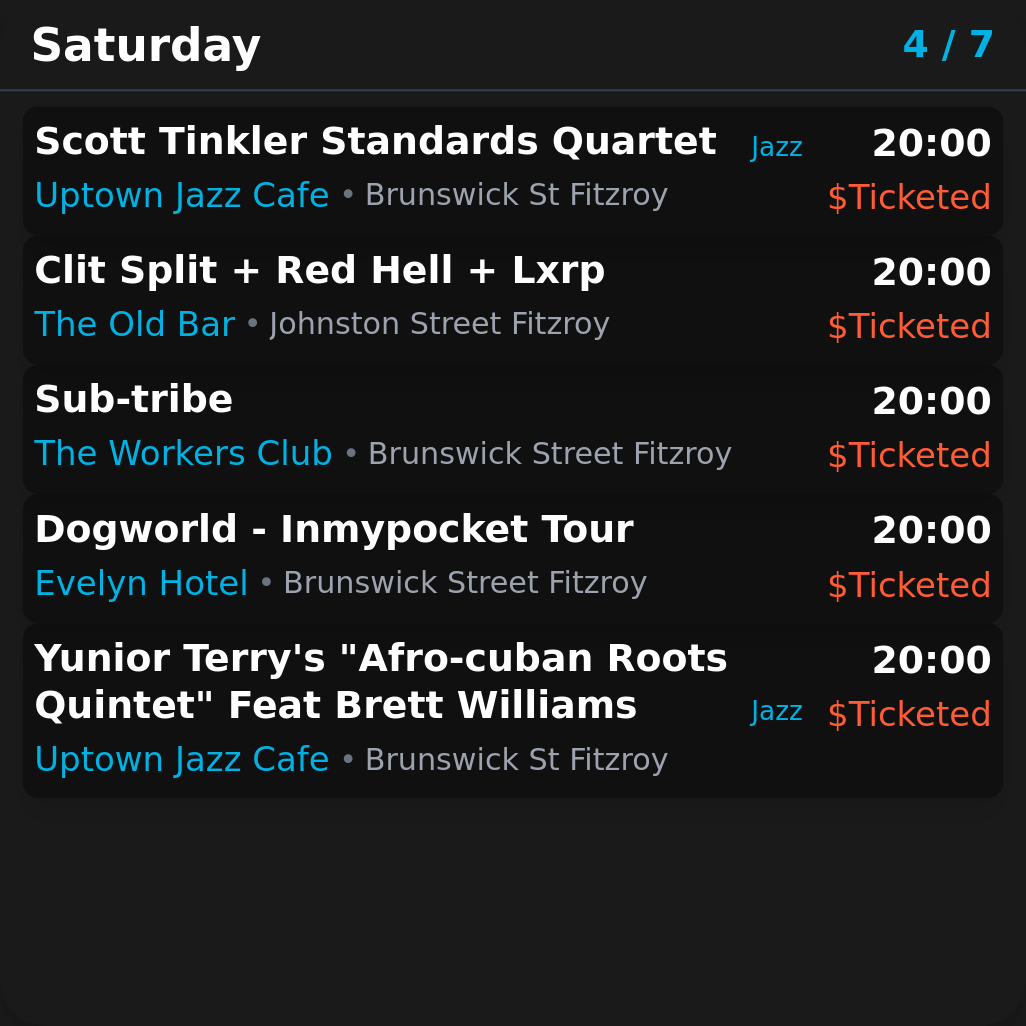 Saturday 4 / 7
Scott Tinkler Standards Quartet Jazz 20:00
Uptown Jazz Cafe • Brunswick St Fitzroy $Ticketed
Clit Split + Red Hell + Lxrp 20:00
The Old Bar • Johnston Street Fitzroy $Ticketed
Sub-tribe 20:00
The Workers Club • Brunswick Street Fitzroy $Ticketed
Dogworld - Inmypocket Tour 20:00
Evelyn Hotel • Brunswick Street Fitzroy $Ticketed
Yunior Terry's "Afro-cuban Roots 20:00
Quintet" Feat Brett Williams Jazz $Ticketed
Uptown Jazz Cafe • Brunswick St Fitzroy